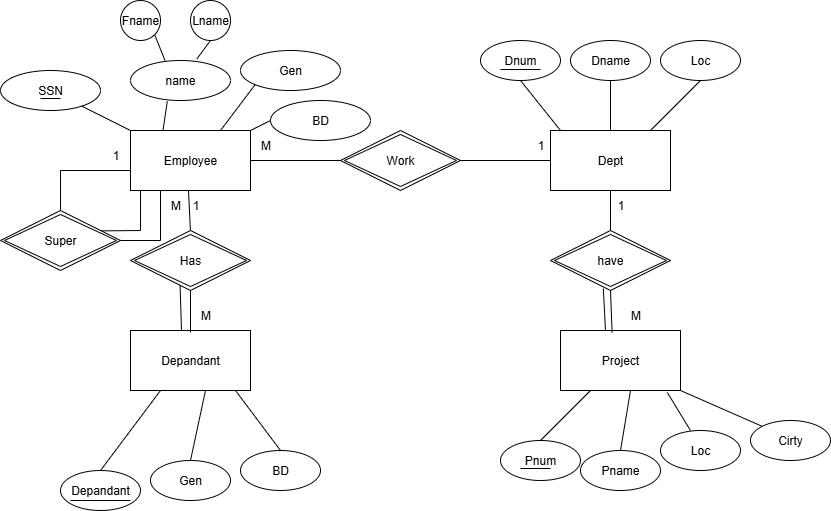 Fname
Lname
name
Gen
SSN
BD
Dnum
Dname
Loc
1
Employee
M
Work
1
Dept
M
1
1
Super
Has
have
M
M
Depandant
Project
Depandant
Gen
BD
Pnum
Pname
Loc
Cirty